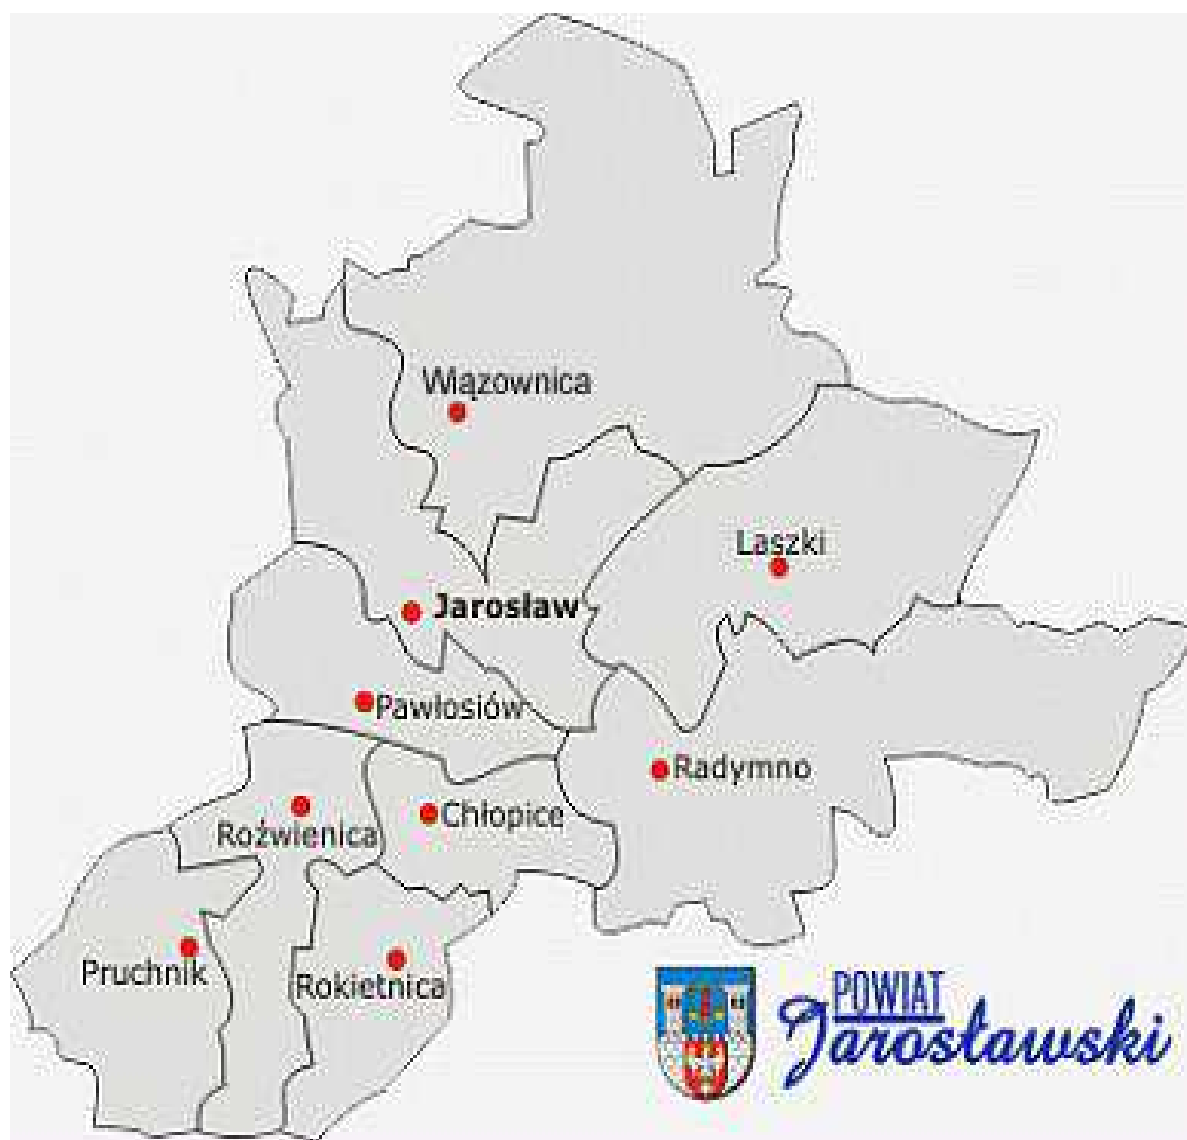 Wiązownica
Laszki
Jarosław
Pawłosiów
Radymno
Chłopice
Roźwienica
Pruchnik
Rokietnica
POWIAT
Jarosławski